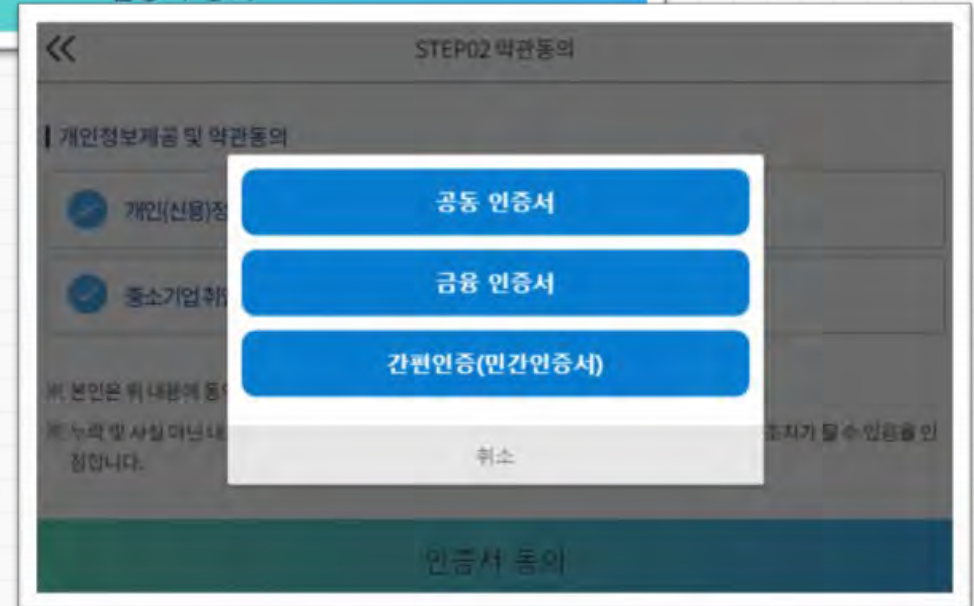 STEP02 약관동의
개인정보제공 및 약관동의
개인(신용)정
중소기업 취업
공동 인증서
금융 인증서
간편인증(민간인증서)
취소
※ 본인은 위 내용에 동의
※ 누락 및 사실 아닌 내
조치가 될 수 있음을 인
정합니다.
인증서 동의